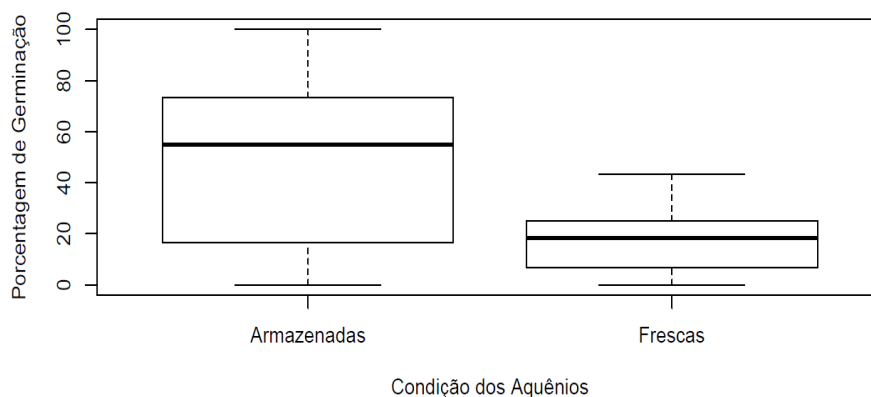 Porcentagem de Germinação
100
80
60
40
20
0
Armazenadas
Frescas
Condição dos Aquênios